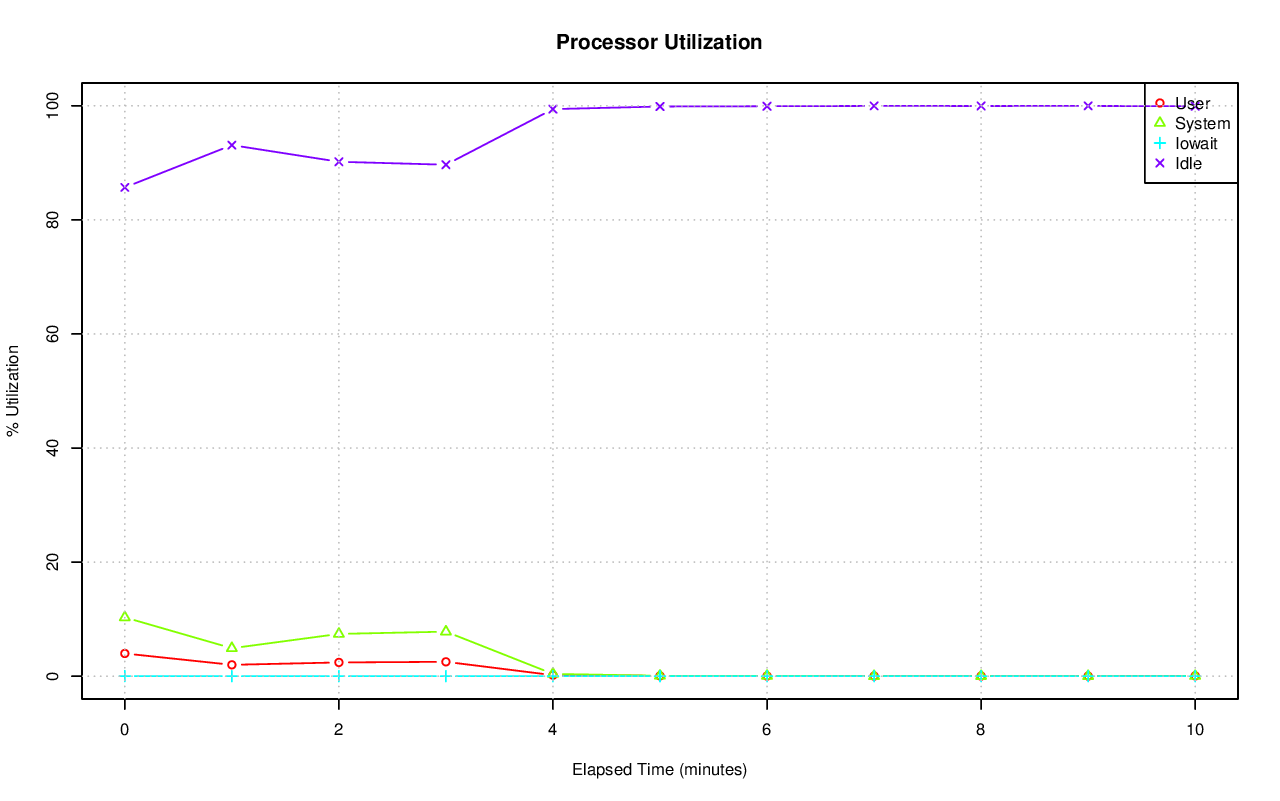 Processor Utilization
100
80
60
40
20
0
% Utilization
User
System
Iowait
Idle
0 2 4 6 8 10
Elapsed Time (minutes)